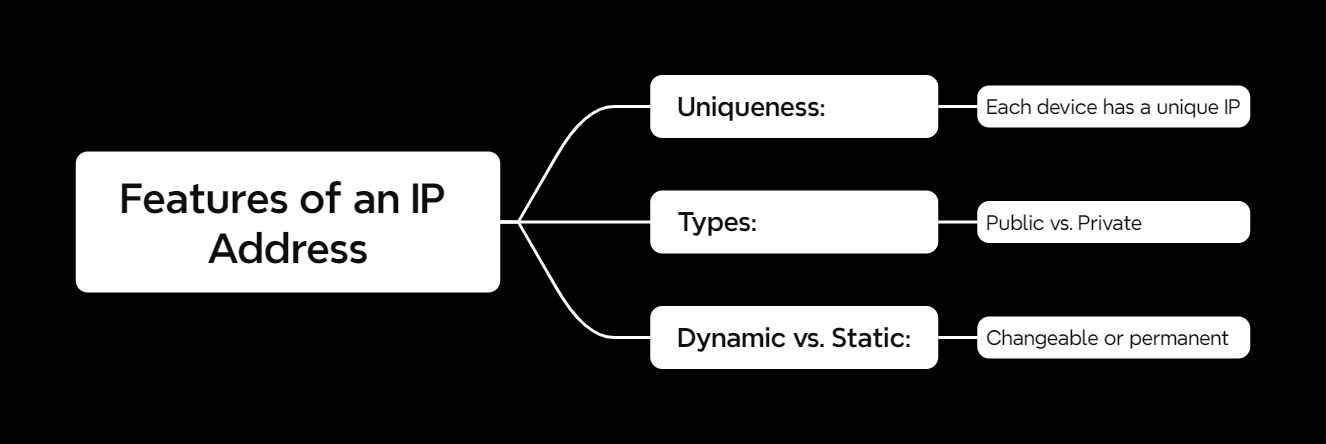 Features of an IP
Address
Uniqueness:
Each device has a unique IP
Types:
Public vs. Private
Dynamic vs. Static:
Changeable or permanent